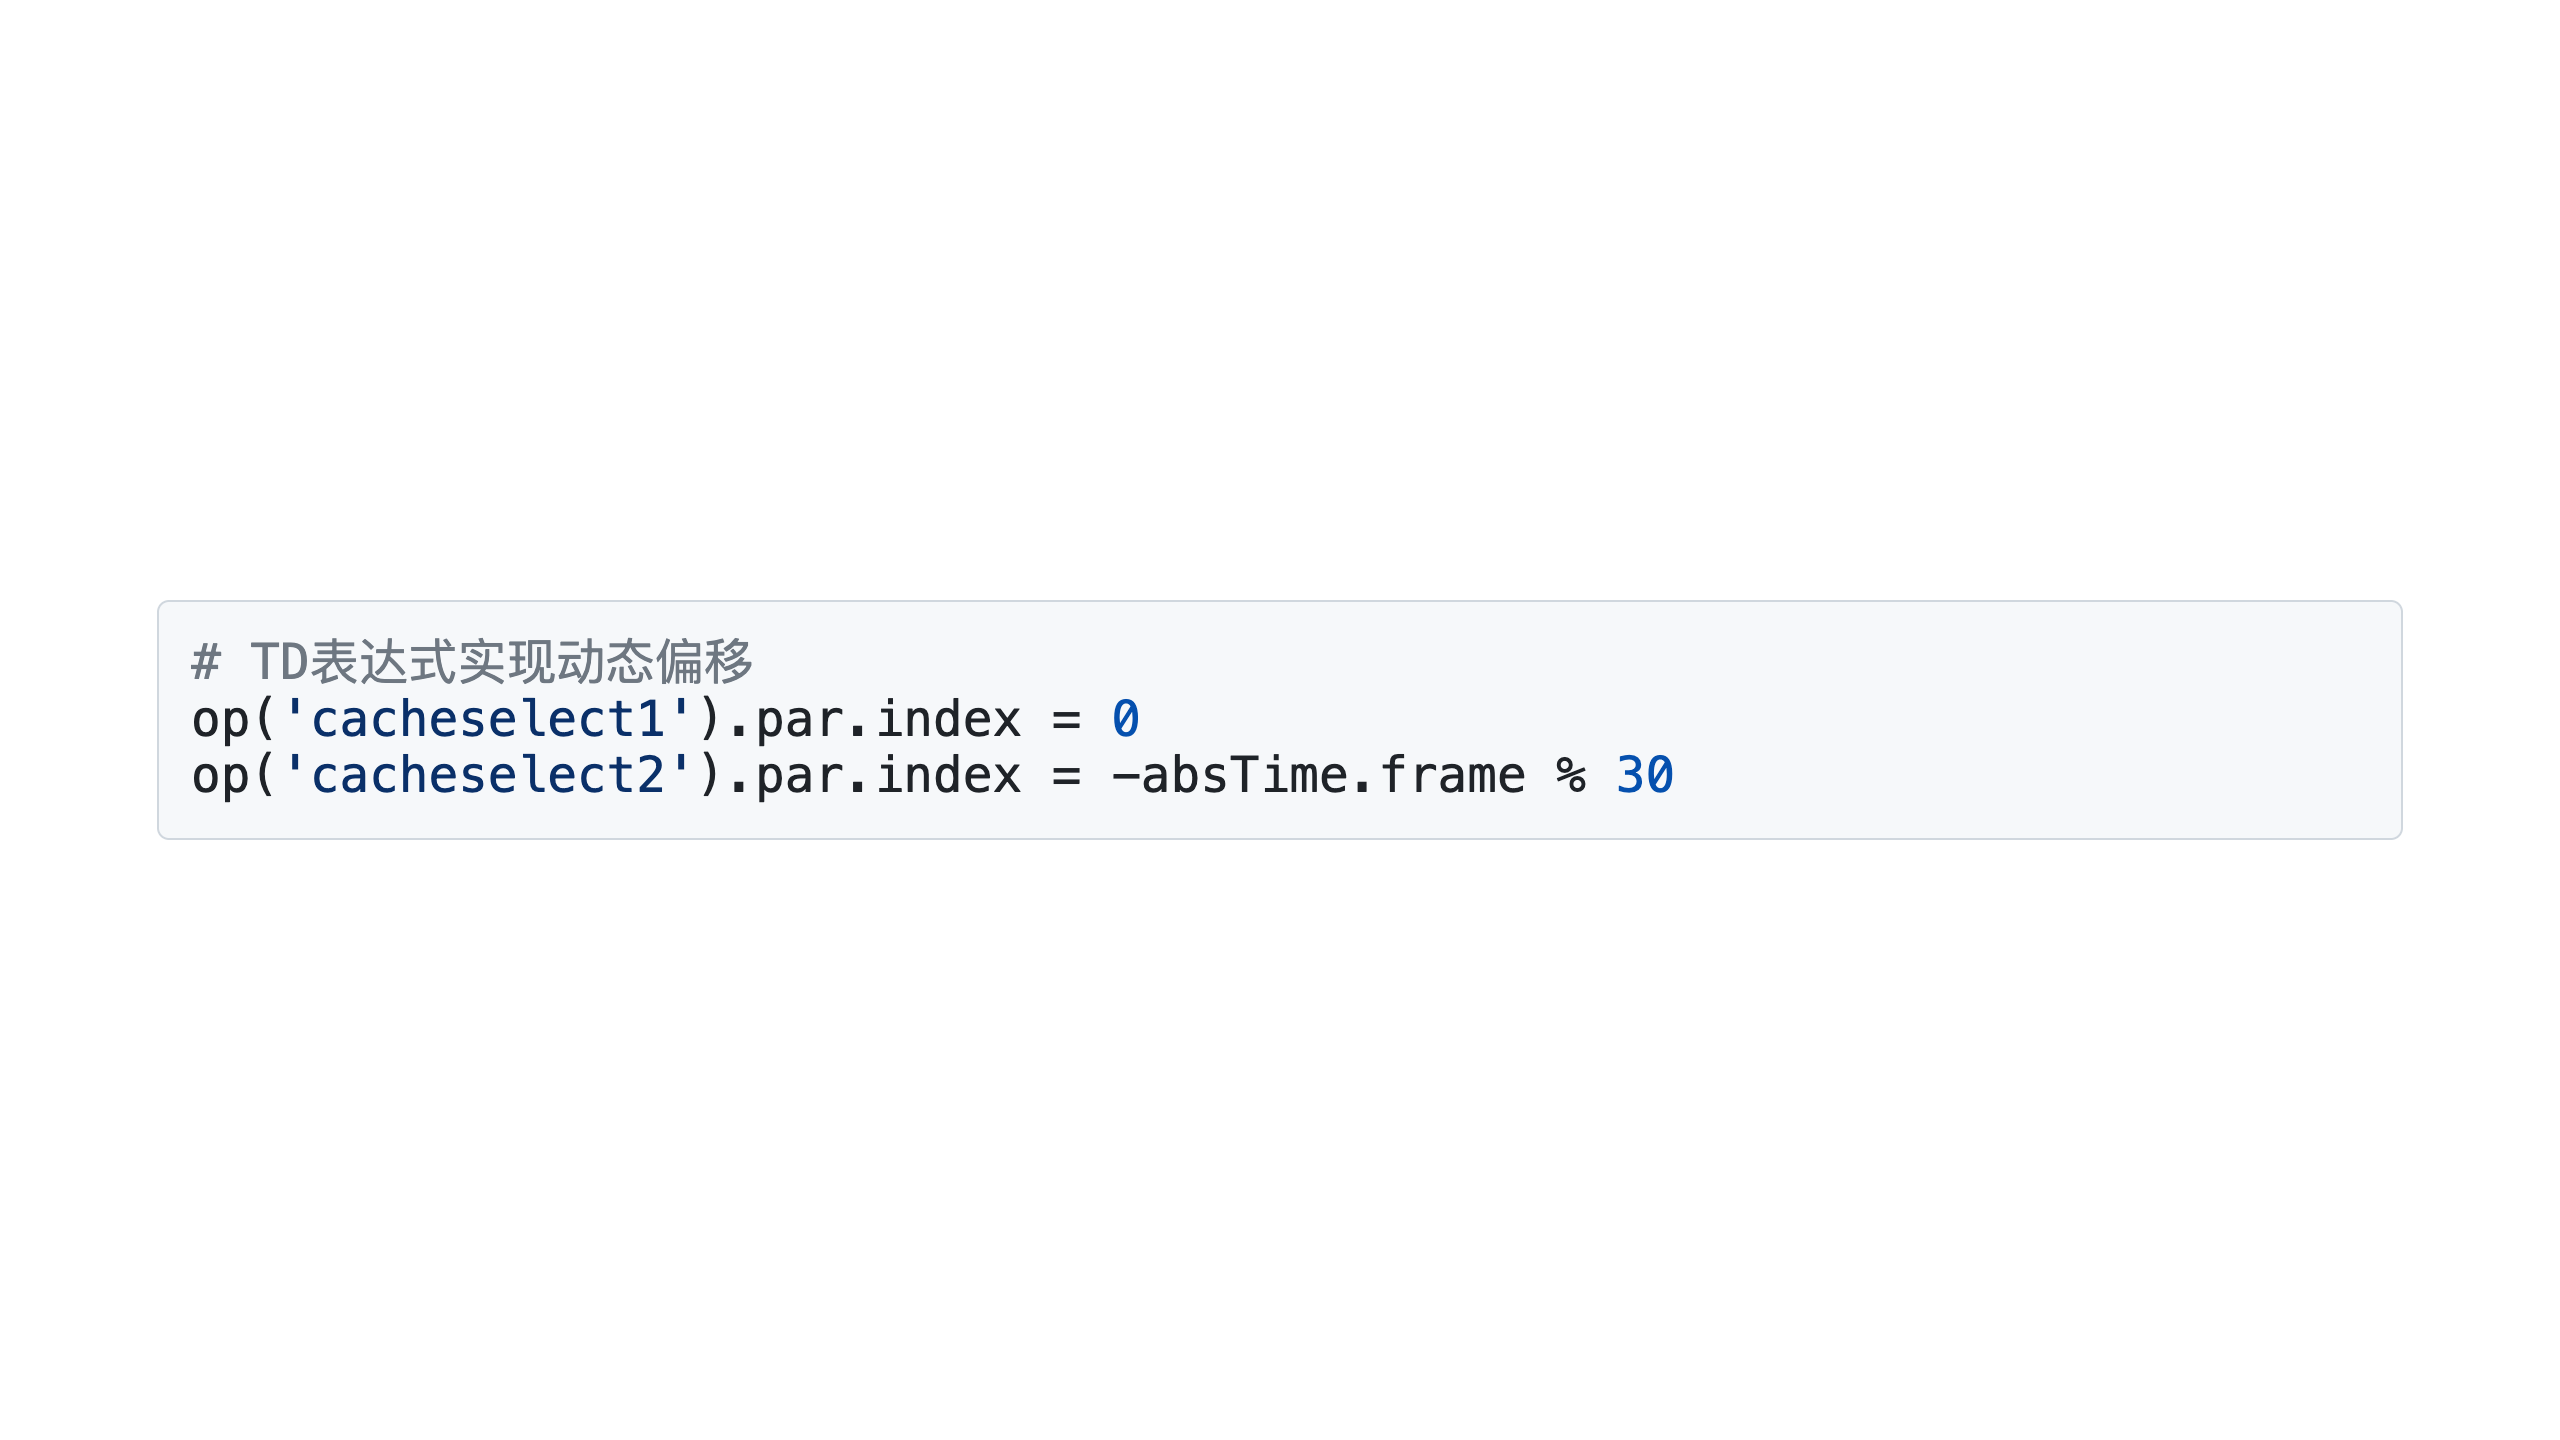 # TD表达式实现动态偏移
op('cacheselect1').par.index = 0
op('cacheselect2').par.index = -absTime.frame % 30